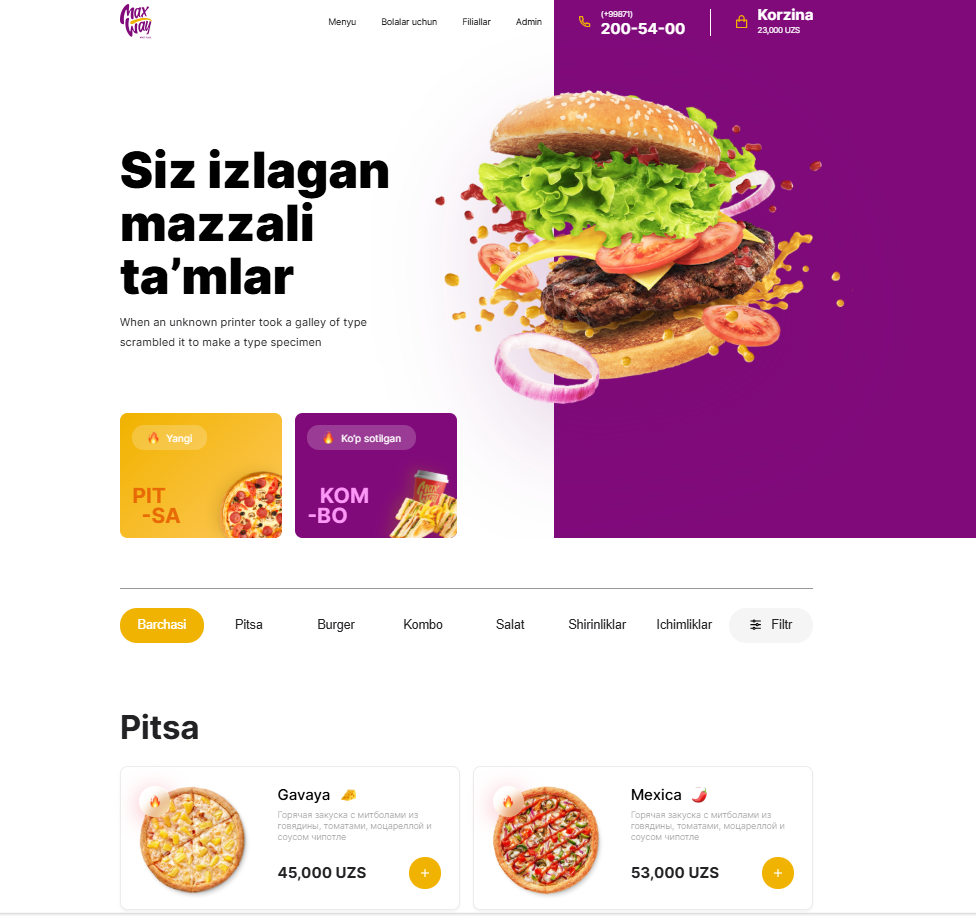 Max
Way
Menyu
Bolalar uchun
Filiallar
Admin
(+99871)
200-54-00
Korzina
23,000 UZS
Siz izlagan
mazzali
ta’mlar
When an unknown printer took a galley of type
scrambled it to make a type specimen
Yangi
PIT
-SA
Ko'p sotilgan
KOM
-BO
Max
Way
Barchasi
Pitsa
Burger
Kombo
Salat
Shirinliklar
Ichimliklar
Filtr
Pitsa
Gavaya
Горячая закуска с митболами из
говядины, томатами, моцареллой и
соусом чипотле
45,000 UZS
+
Mexica
Горячая закуска с митболами из
говядины, томатами, моцареллой и
соусом чипотле
53,000 UZS
+